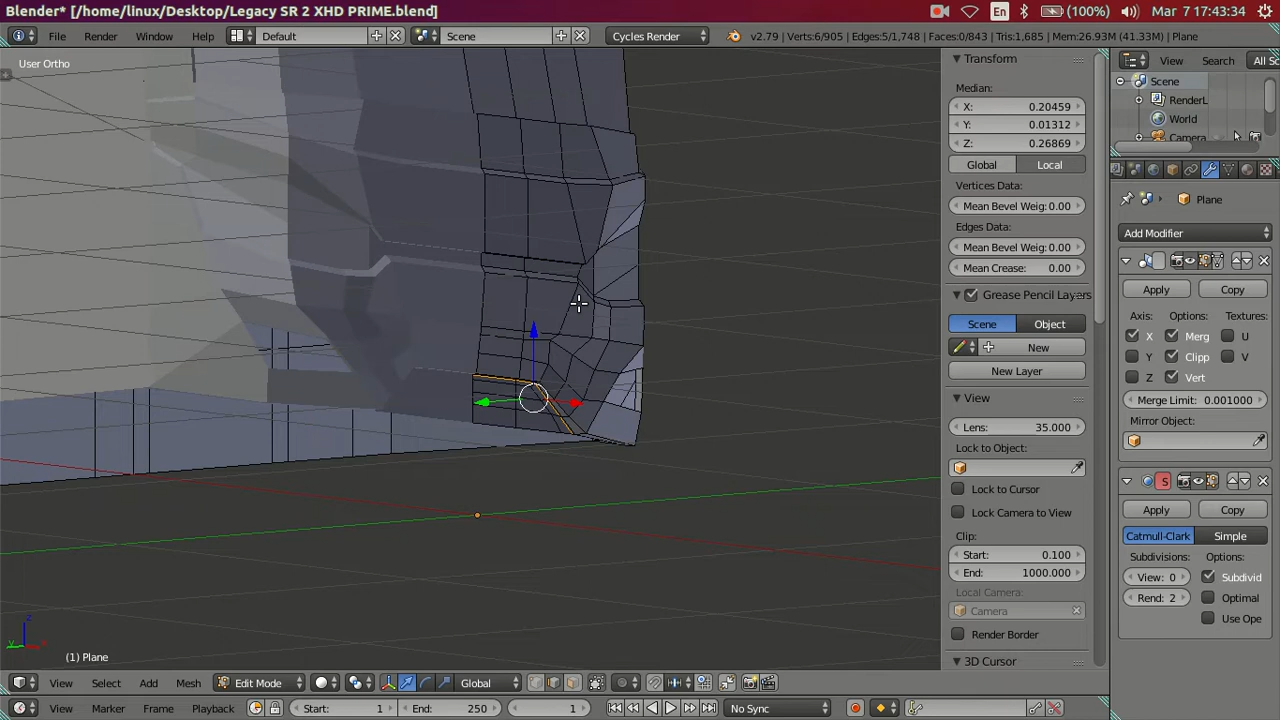 Blender* [/home/linux/Desktop/Legacy SR 2 XHD PRIME.blend]
En (100%) Mar 7 17:43:34
File Render Window Help Default Scene Cycles Render v2.79 | Verts:6/905 | Edges:5/1,748 | Faces:0/843 | Tris:1,685 | Mem:26.93M (41.33M) | Plane
User Ortho
Transform
Median:
X: 0.20459
Y: 0.01312
Z: 0.26869
Global Local
Vertices Data:
Mean Bevel Weig: 0.00
Edges Data:
Mean Bevel Weig: 0.00
Mean Crease: 0.00
Grease Pencil Layers
Scene Object
New
New Layer
View
Lens: 35.000
Lock to Object:
Lock to Cursor
Lock Camera to View
Clip:
Start: 0.100
End: 1000.000
Local Camera:
Camera
Render Border
3D Cursor
View Search All Sc
Scene
RenderL
World
Camera
Plane
Add Modifier
Apply Copy
Axis: Options: Textures:
X Merg U
Y Clipp V
Z Vert
Merge Limit: 0.001000
Mirror Object:
S
Apply Copy
Catmull-Clark Simple
Subdivisions: Options:
View: 0 Subdivid
Rend: 2 Optimal
Use Ope
z
y x
(1) Plane
View Select Add Mesh Edit Mode Global
View Marker Frame Playback Start: 1 End: 250 1 No Sync